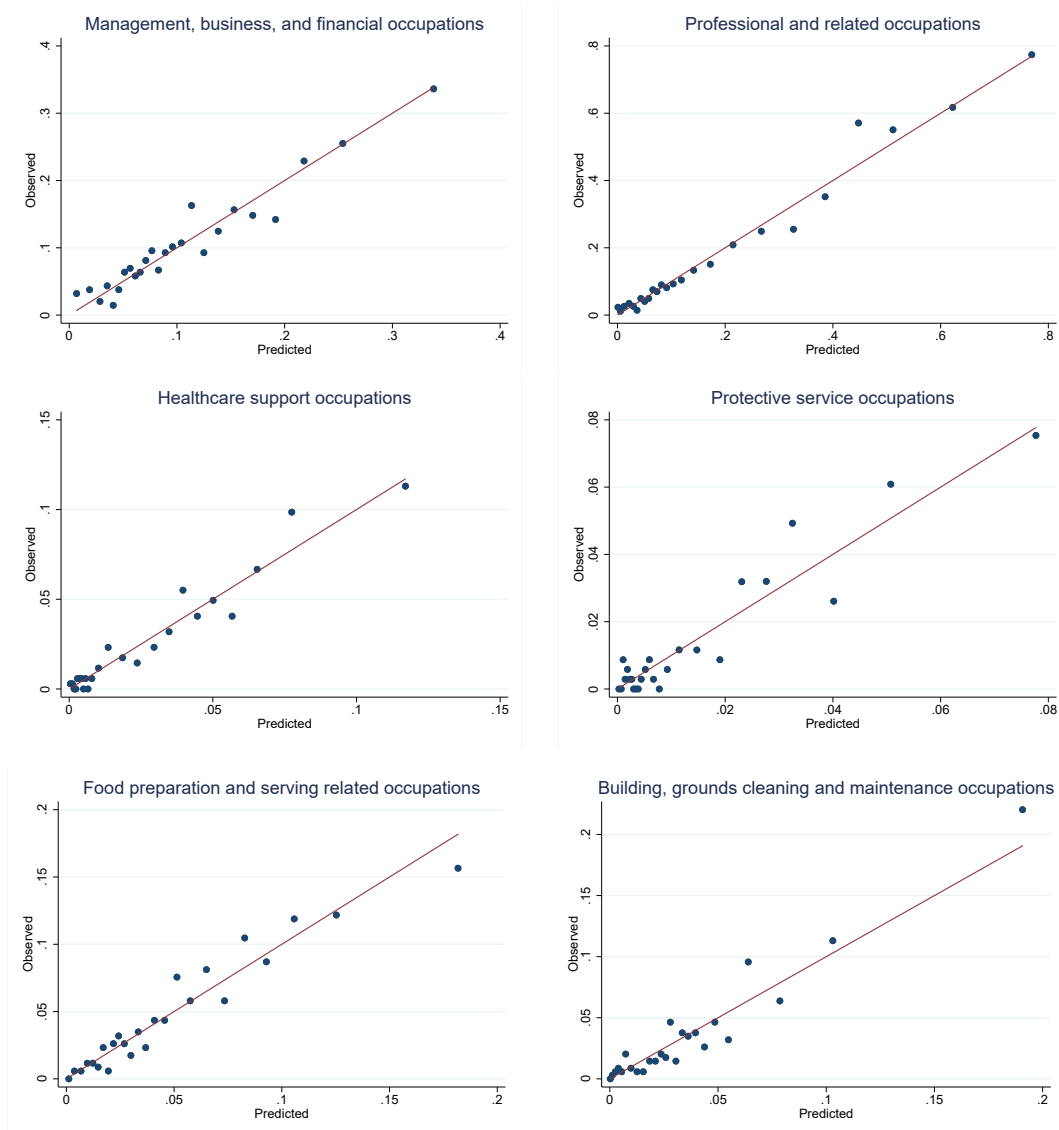 Management, business, and financial occupations
Observed
.4
.3
.2
.1
0
0 .1 .2 .3 .4
Predicted
Professional and related occupations
Observed
.8
.6
.4
.2
0
0 .2 .4 .6 .8
Predicted
Healthcare support occupations
Observed
.15
.1
.05
0
0 .05 .1 .15
Predicted
Protective service occupations
Observed
.08
.06
.04
.02
0
0 .02 .04 .06 .08
Predicted
Food preparation and serving related occupations
Observed
.2
.15
.1
.05
0
0 .05 .1 .15 .2
Predicted
Building, grounds cleaning and maintenance occupations
Observed
.2
.15
.1
.05
0
0 .05 .1 .15 .2
Predicted